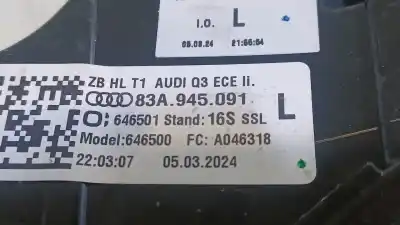 I.O. L
05.03.24 21:56:54
ZB HL T1 AUDI Q3 ECE li.
83A.945.091
646501 Stand: 16S SSL L
Model:646500 FC: A046318
22:03:07 05.03.2024